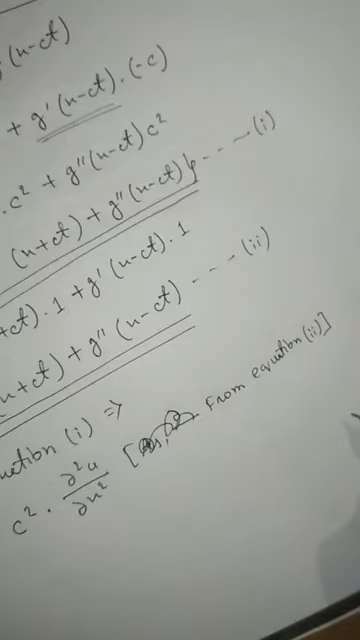 (x-ct)
+ g'(x-ct).(-c)
.c² + g''(x-ct)c²
(x+ct) + g''(x-ct)} ---- (i)
+ct).1 + g'(x-ct).1
x+ct) + g''(x-ct) ---- (ii)
uation (i) =>
c². ∂²u/∂x² [ From equation (ii)]